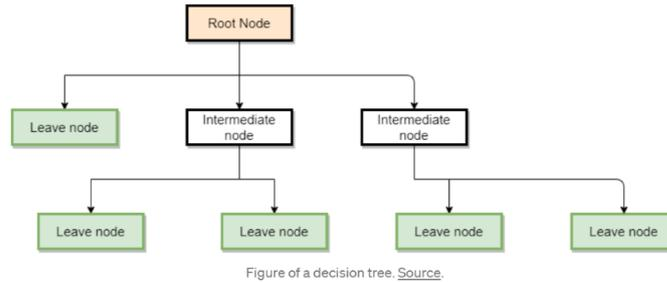 Root Node
Leave node
Intermediate
node
Intermediate
node
Leave node
Leave node
Leave node
Leave node
Figure of a decision tree. Source.